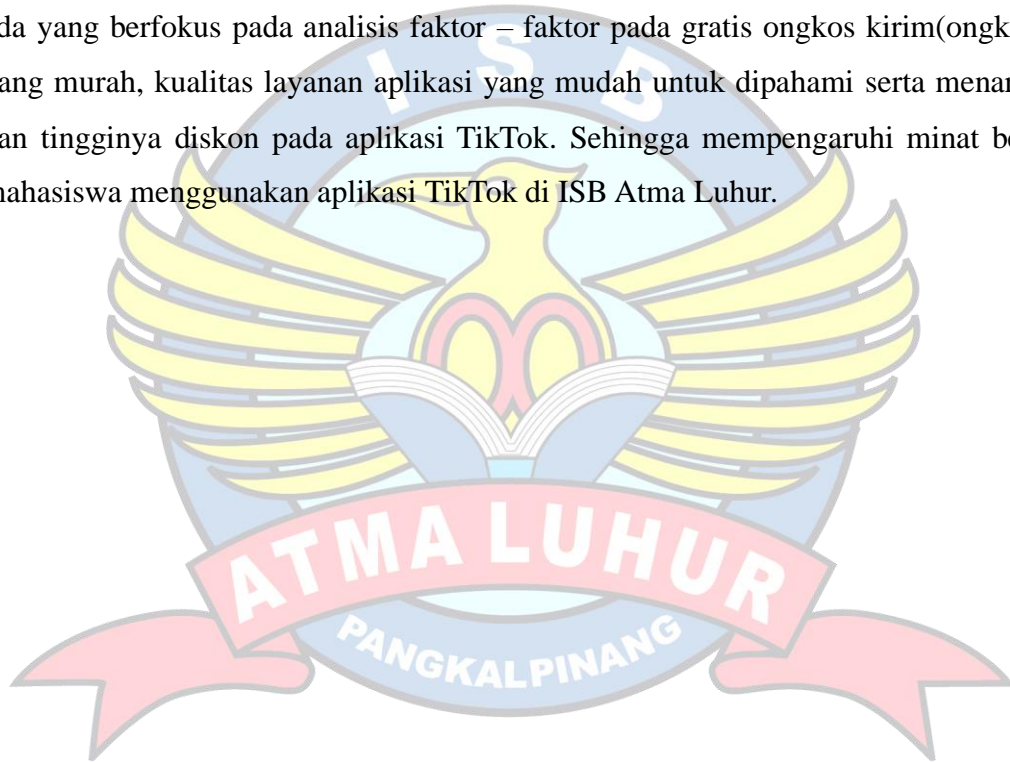 da yang berfokus pada analisis faktor – faktor pada gratis ongkos kirim(ongk
ang murah, kualitas layanan aplikasi yang mudah untuk dipahami serta menar
an tingginya diskon pada aplikasi TikTok. Sehingga mempengaruhi minat be
mahasiswa menggunakan aplikasi TikTok di ISB Atma Luhur.
I S B
ATMA LUHUR
PANGKALPINANG